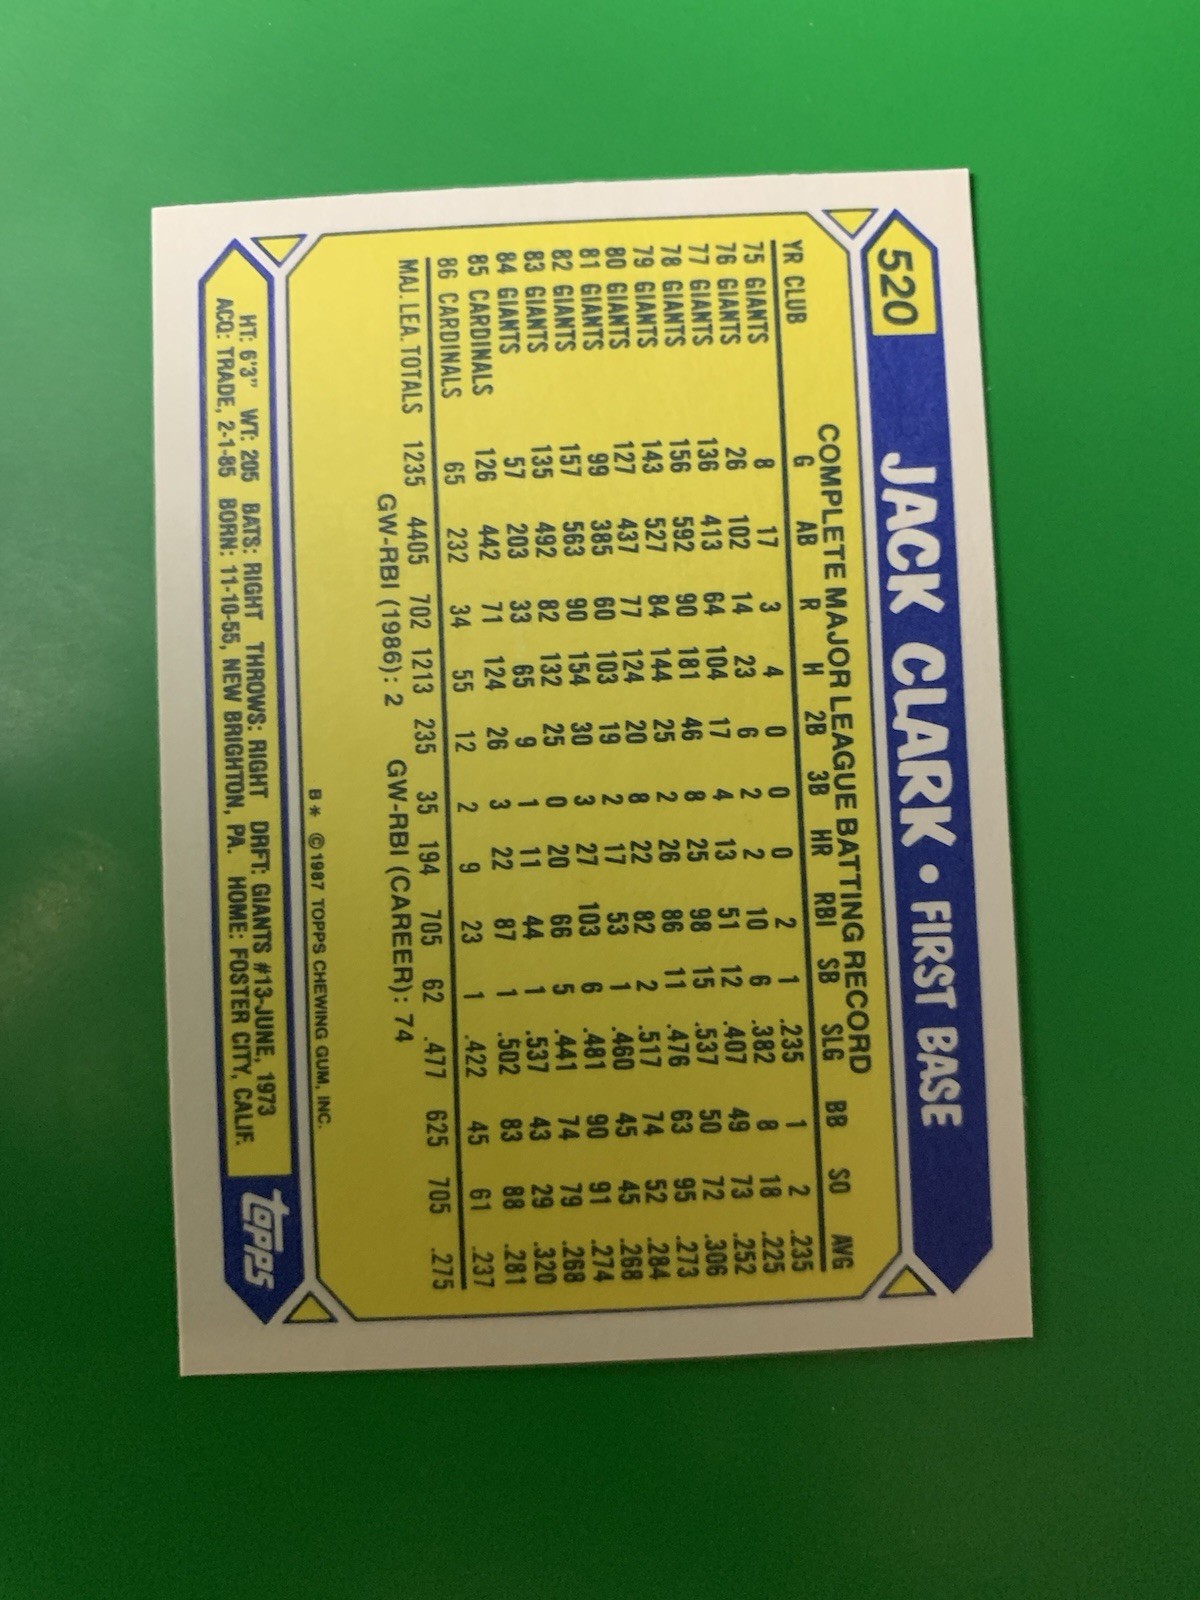 520 JACK CLARK • FIRST BASE
COMPLETE MAJOR LEAGUE BATTING RECORD
YR CLUB G AB R H 2B 3B HR RBI SB SLG BB SO AVG
75 GIANTS 8 17 3 4 0 0 0 2 1 .235 1 2 .235
76 GIANTS 26 102 14 23 6 2 2 10 6 .382 8 18 .225
77 GIANTS 136 413 64 104 17 4 13 51 12 .407 49 73 .252
78 GIANTS 156 592 90 181 46 8 25 98 15 .537 50 72 .306
79 GIANTS 143 527 84 144 25 2 26 86 11 .476 63 95 .273
80 GIANTS 127 437 77 124 20 8 22 82 2 .517 74 52 .284
81 GIANTS 99 385 60 103 19 2 17 53 1 .460 45 45 .268
82 GIANTS 157 563 90 154 30 3 27 103 6 .481 90 91 .274
83 GIANTS 135 492 82 132 25 0 20 66 5 .441 74 79 .268
84 GIANTS 57 203 33 65 9 1 11 44 1 .537 43 29 .320
85 CARDINALS 126 442 71 124 26 3 22 87 1 .502 83 88 .281
86 CARDINALS 65 232 34 55 12 2 9 23 1 .422 45 61 .237
MAJ. LEA. TOTALS 1235 4405 702 1213 235 35 194 705 62 .477 625 705 .275
GW-RBI (1986): 2 GW-RBI (CAREER): 74
B* ©1987 TOPPS CHEWING GUM, INC.
HT: 6'3" WT: 205 BATS: RIGHT THROWS: RIGHT DRFT: GIANTS #13-JUNE, 1973
ACQ: TRADE, 2-1-85 BORN: 11-10-55, NEW BRIGHTON, PA. HOME: FOSTER CITY, CALIF.
topps